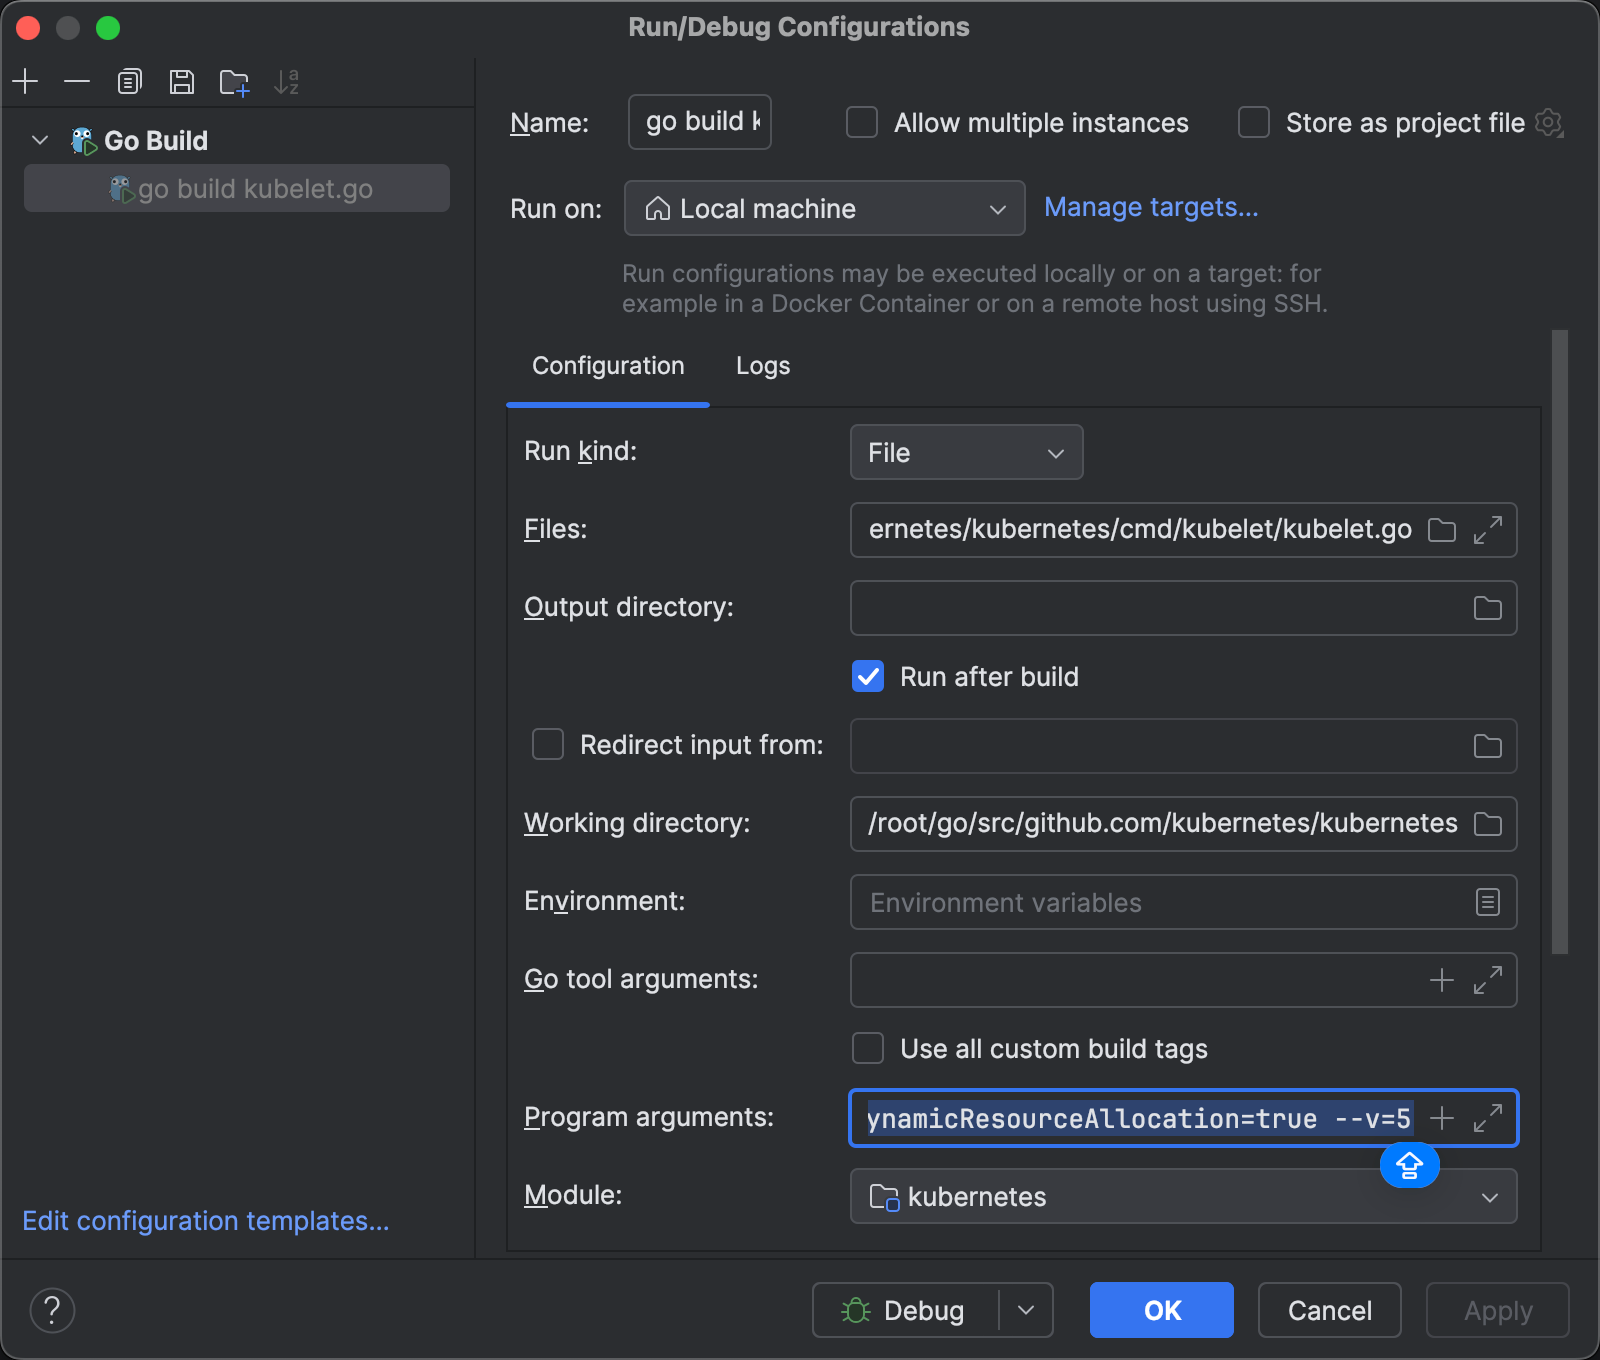 Run/Debug Configurations
Go Build
go build kubelet.go
Edit configuration templates...
Name:
go build k
Allow multiple instances
Store as project file
Run on:
Local machine
Manage targets...
Run configurations may be executed locally or on a target: for
example in a Docker Container or on a remote host using SSH.
Configuration
Logs
Run kind:
File
Files:
ernetes/kubernetes/cmd/kubelet/kubelet.go
Output directory:
Run after build
Redirect input from:
Working directory:
/root/go/src/github.com/kubernetes/kubernetes
Environment:
Environment variables
Go tool arguments:
Use all custom build tags
Program arguments:
ynamicResourceAllocation=true --v=5
Module:
kubernetes
?
Debug
OK
Cancel
Apply